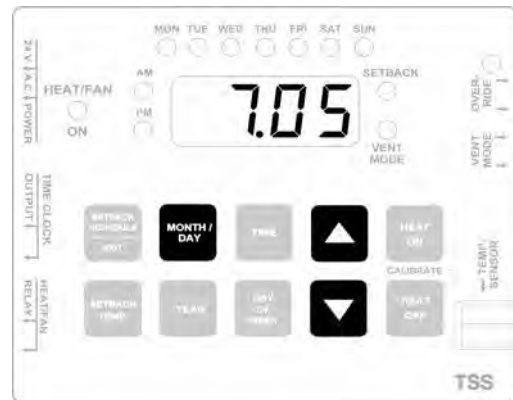 MON TUE WED THU FRI SAT SUN
24 V. A.C. POWER
HEAT/FAN
ON
AM
PM
7.05
SETBACK
VENT
MODE
OVER-
RIDE
VENT
MODE
TIME CLOCK
OUTPUT
SETBACK
SCHEDULE
EXIT
MONTH /
DAY
TIME
HEAT
ON
CALIBRATE
TEMP.
SENSOR
HEAT/FAN
RELAY
SETBACK
TEMP
YEAR
DAY
OF
WEEK
HEAT
OFF
TSS